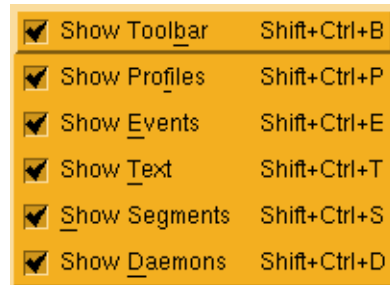 Show Toolbar Shift+Ctrl+B
Show Profiles Shift+Ctrl+P
Show Events Shift+Ctrl+E
Show Text Shift+Ctrl+T
Show Segments Shift+Ctrl+S
Show Daemons Shift+Ctrl+D